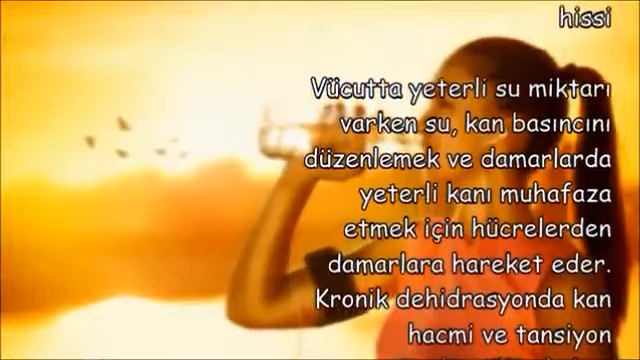 hissi
Vücutta yeterli su miktarı
varken su, kan basıncını
düzenlemek ve damarlarda
yeterli kanı muhafaza
etmek için hücrelerden
damarlara hareket eder.
Kronik dehidrasyonda kan
hacmi ve tansiyon